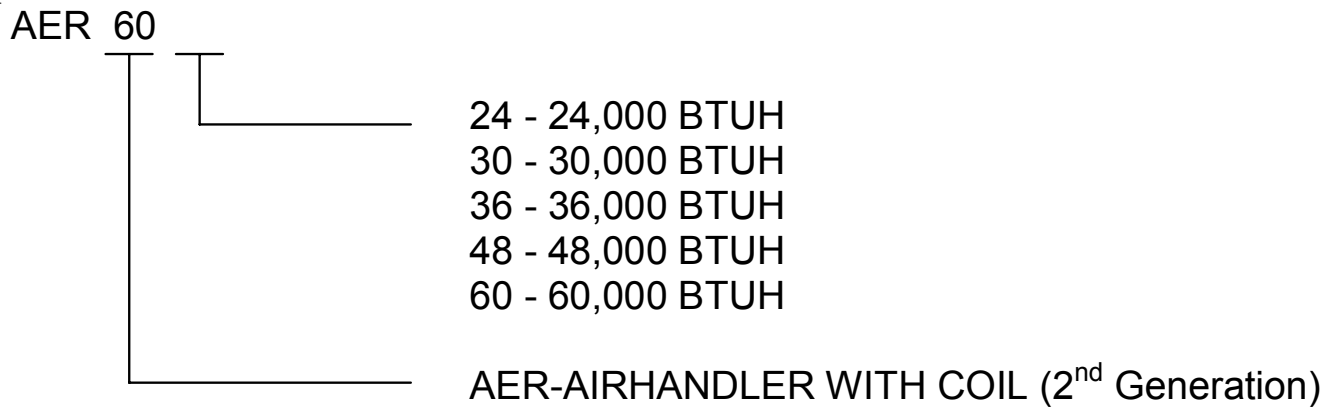 AER 60
24 - 24,000 BTUH
30 - 30,000 BTUH
36 - 36,000 BTUH
48 - 48,000 BTUH
60 - 60,000 BTUH
AER-AIRHANDLER WITH COIL (2nd Generation)